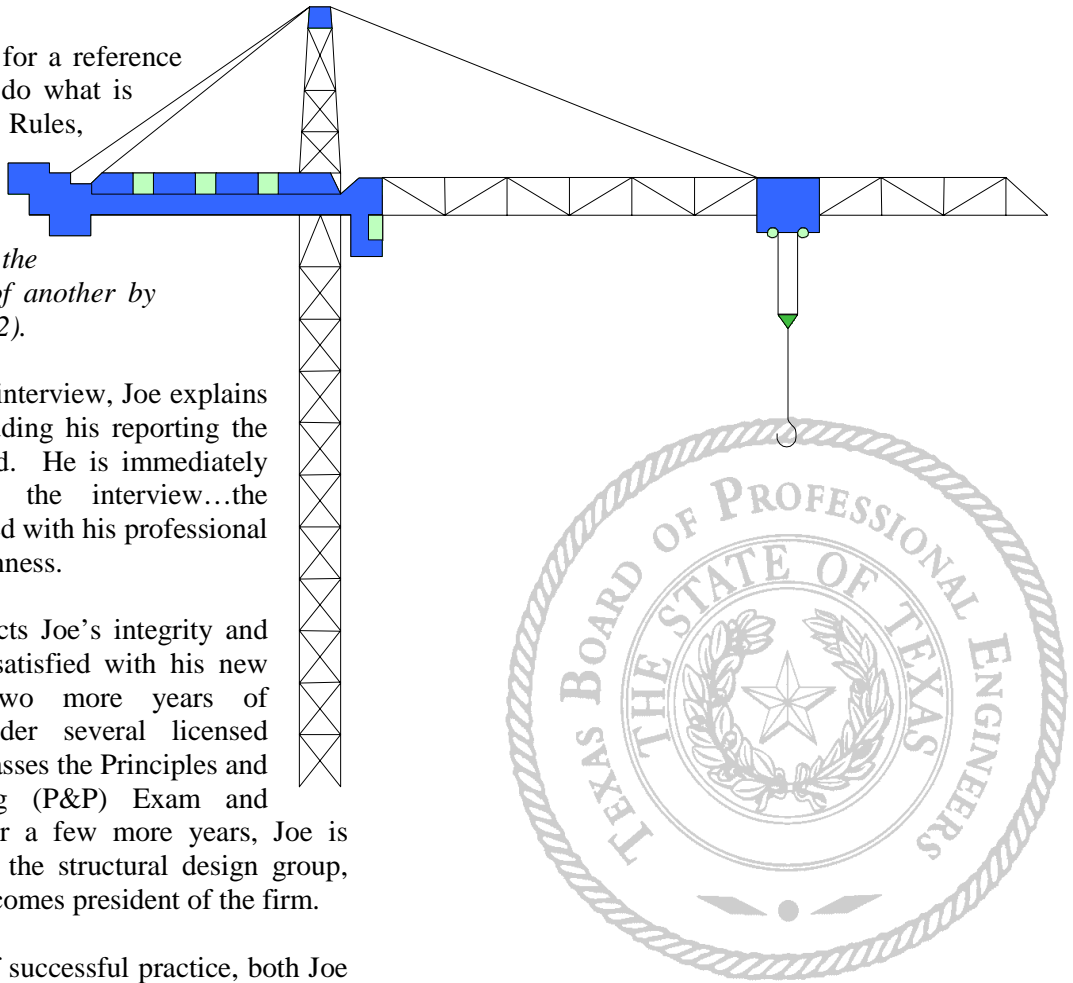 for a reference
do what is
Rules,
the
of another by
2).
interview, Joe explains
uding his reporting the
d. He is immediately
the interview…the
ed with his professional
nness.
cts Joe's integrity and
satisfied with his new
wo more years of
der several licensed
asses the Principles and
g (P&P) Exam and
r a few more years, Joe is
the structural design group,
comes president of the firm.
f successful practice, both Joe
TEXAS BOARD OF PROFESSIONAL ENGINEERS
THE STATE OF TEXAS